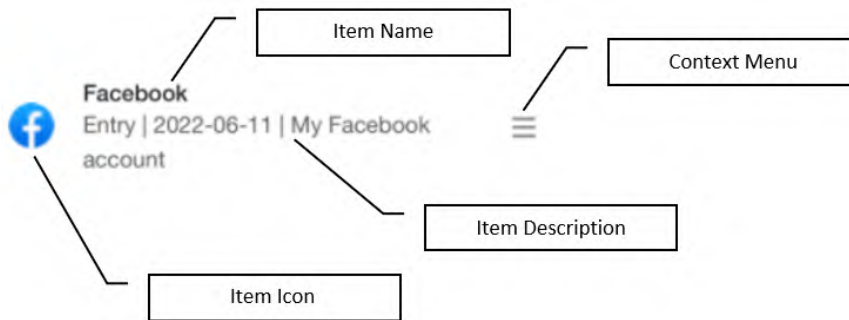 Item Name
Context Menu
Facebook
Entry | 2022-06-11 | My Facebook
account
Item Description
Item Icon